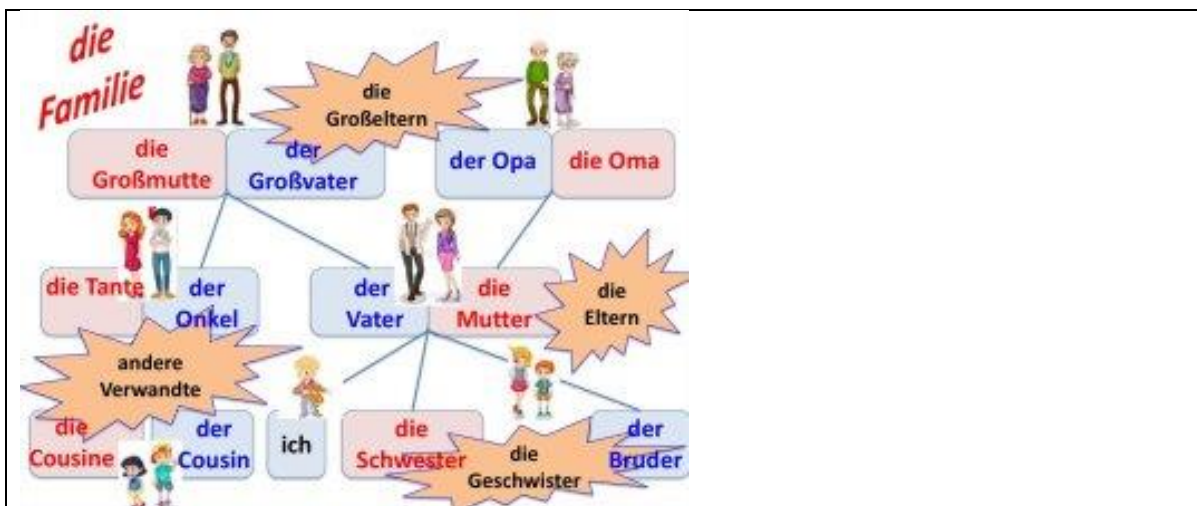 die
Familie
die
Großeltern
die
Großmutte
der
Großvater
der Opa
die Oma
die Tante
der
Onkel
der
Vater
die
Mutter
die
Eltern
andere
Verwandte
die
Cousine
der
Cousin
ich
die
Schwester
die
Geschwister
der
Bruder